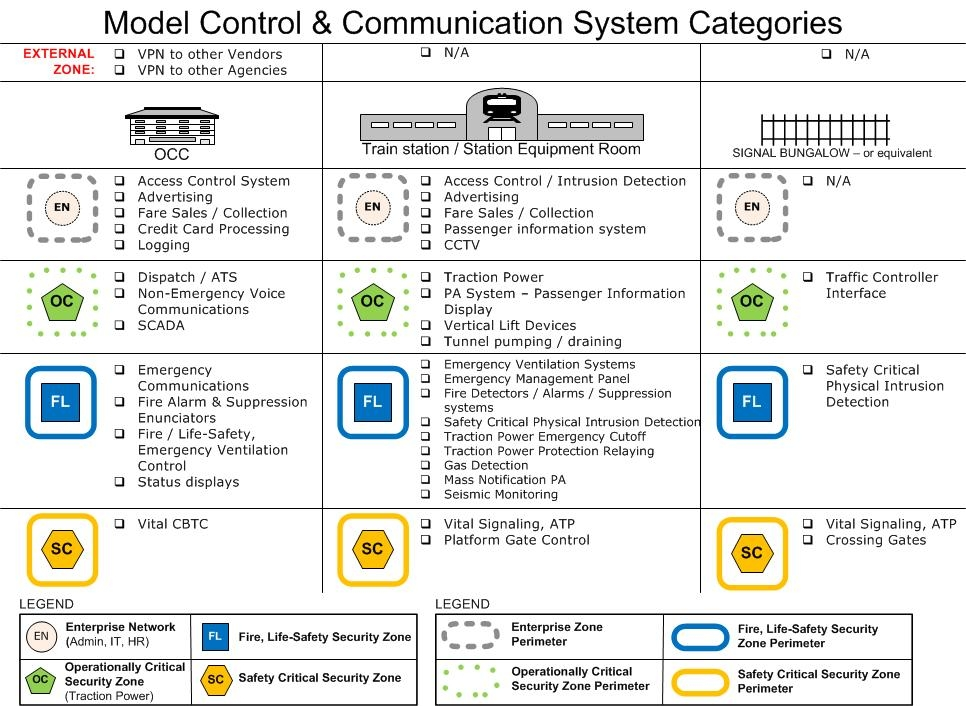 Model Control & Communication System Categories
EXTERNAL
ZONE:
VPN to other Vendors
VPN to other Agencies
N/A
N/A
OCC
Train station / Station Equipment Room
SIGNAL BUNGALOW – or equivalent
EN
Access Control System
Advertising
Fare Sales / Collection
Credit Card Processing
Logging
EN
Access Control / Intrusion Detection
Advertising
Fare Sales / Collection
Passenger information system
CCTV
EN
N/A
OC
Dispatch / ATS
Non-Emergency Voice
Communications
SCADA
OC
Traction Power
PA System – Passenger Information
Display
Vertical Lift Devices
Tunnel pumping / draining
OC
Traffic Controller
Interface
FL
Emergency
Communications
Fire Alarm & Suppression
Enunciators
Fire / Life-Safety,
Emergency Ventilation
Control
Status displays
FL
Emergency Ventilation Systems
Emergency Management Panel
Fire Detectors / Alarms / Suppression
systems
Safety Critical Physical Intrusion Detection
Traction Power Emergency Cutoff
Traction Power Protection Relaying
Gas Detection
Mass Notification PA
Seismic Monitoring
FL
Safety Critical
Physical Intrusion
Detection
SC
Vital CBTC
SC
Vital Signaling, ATP
Platform Gate Control
SC
Vital Signaling, ATP
Crossing Gates
LEGEND
EN
Enterprise Network
(Admin, IT, HR)
FL
Fire, Life-Safety Security Zone
OC
Operationally Critical
Security Zone
(Traction Power)
SC
Safety Critical Security Zone
LEGEND
Enterprise Zone
Perimeter
Fire, Life-Safety Security
Zone Perimeter
Operationally Critical
Security Zone Perimeter
Safety Critical Security Zone
Perimeter